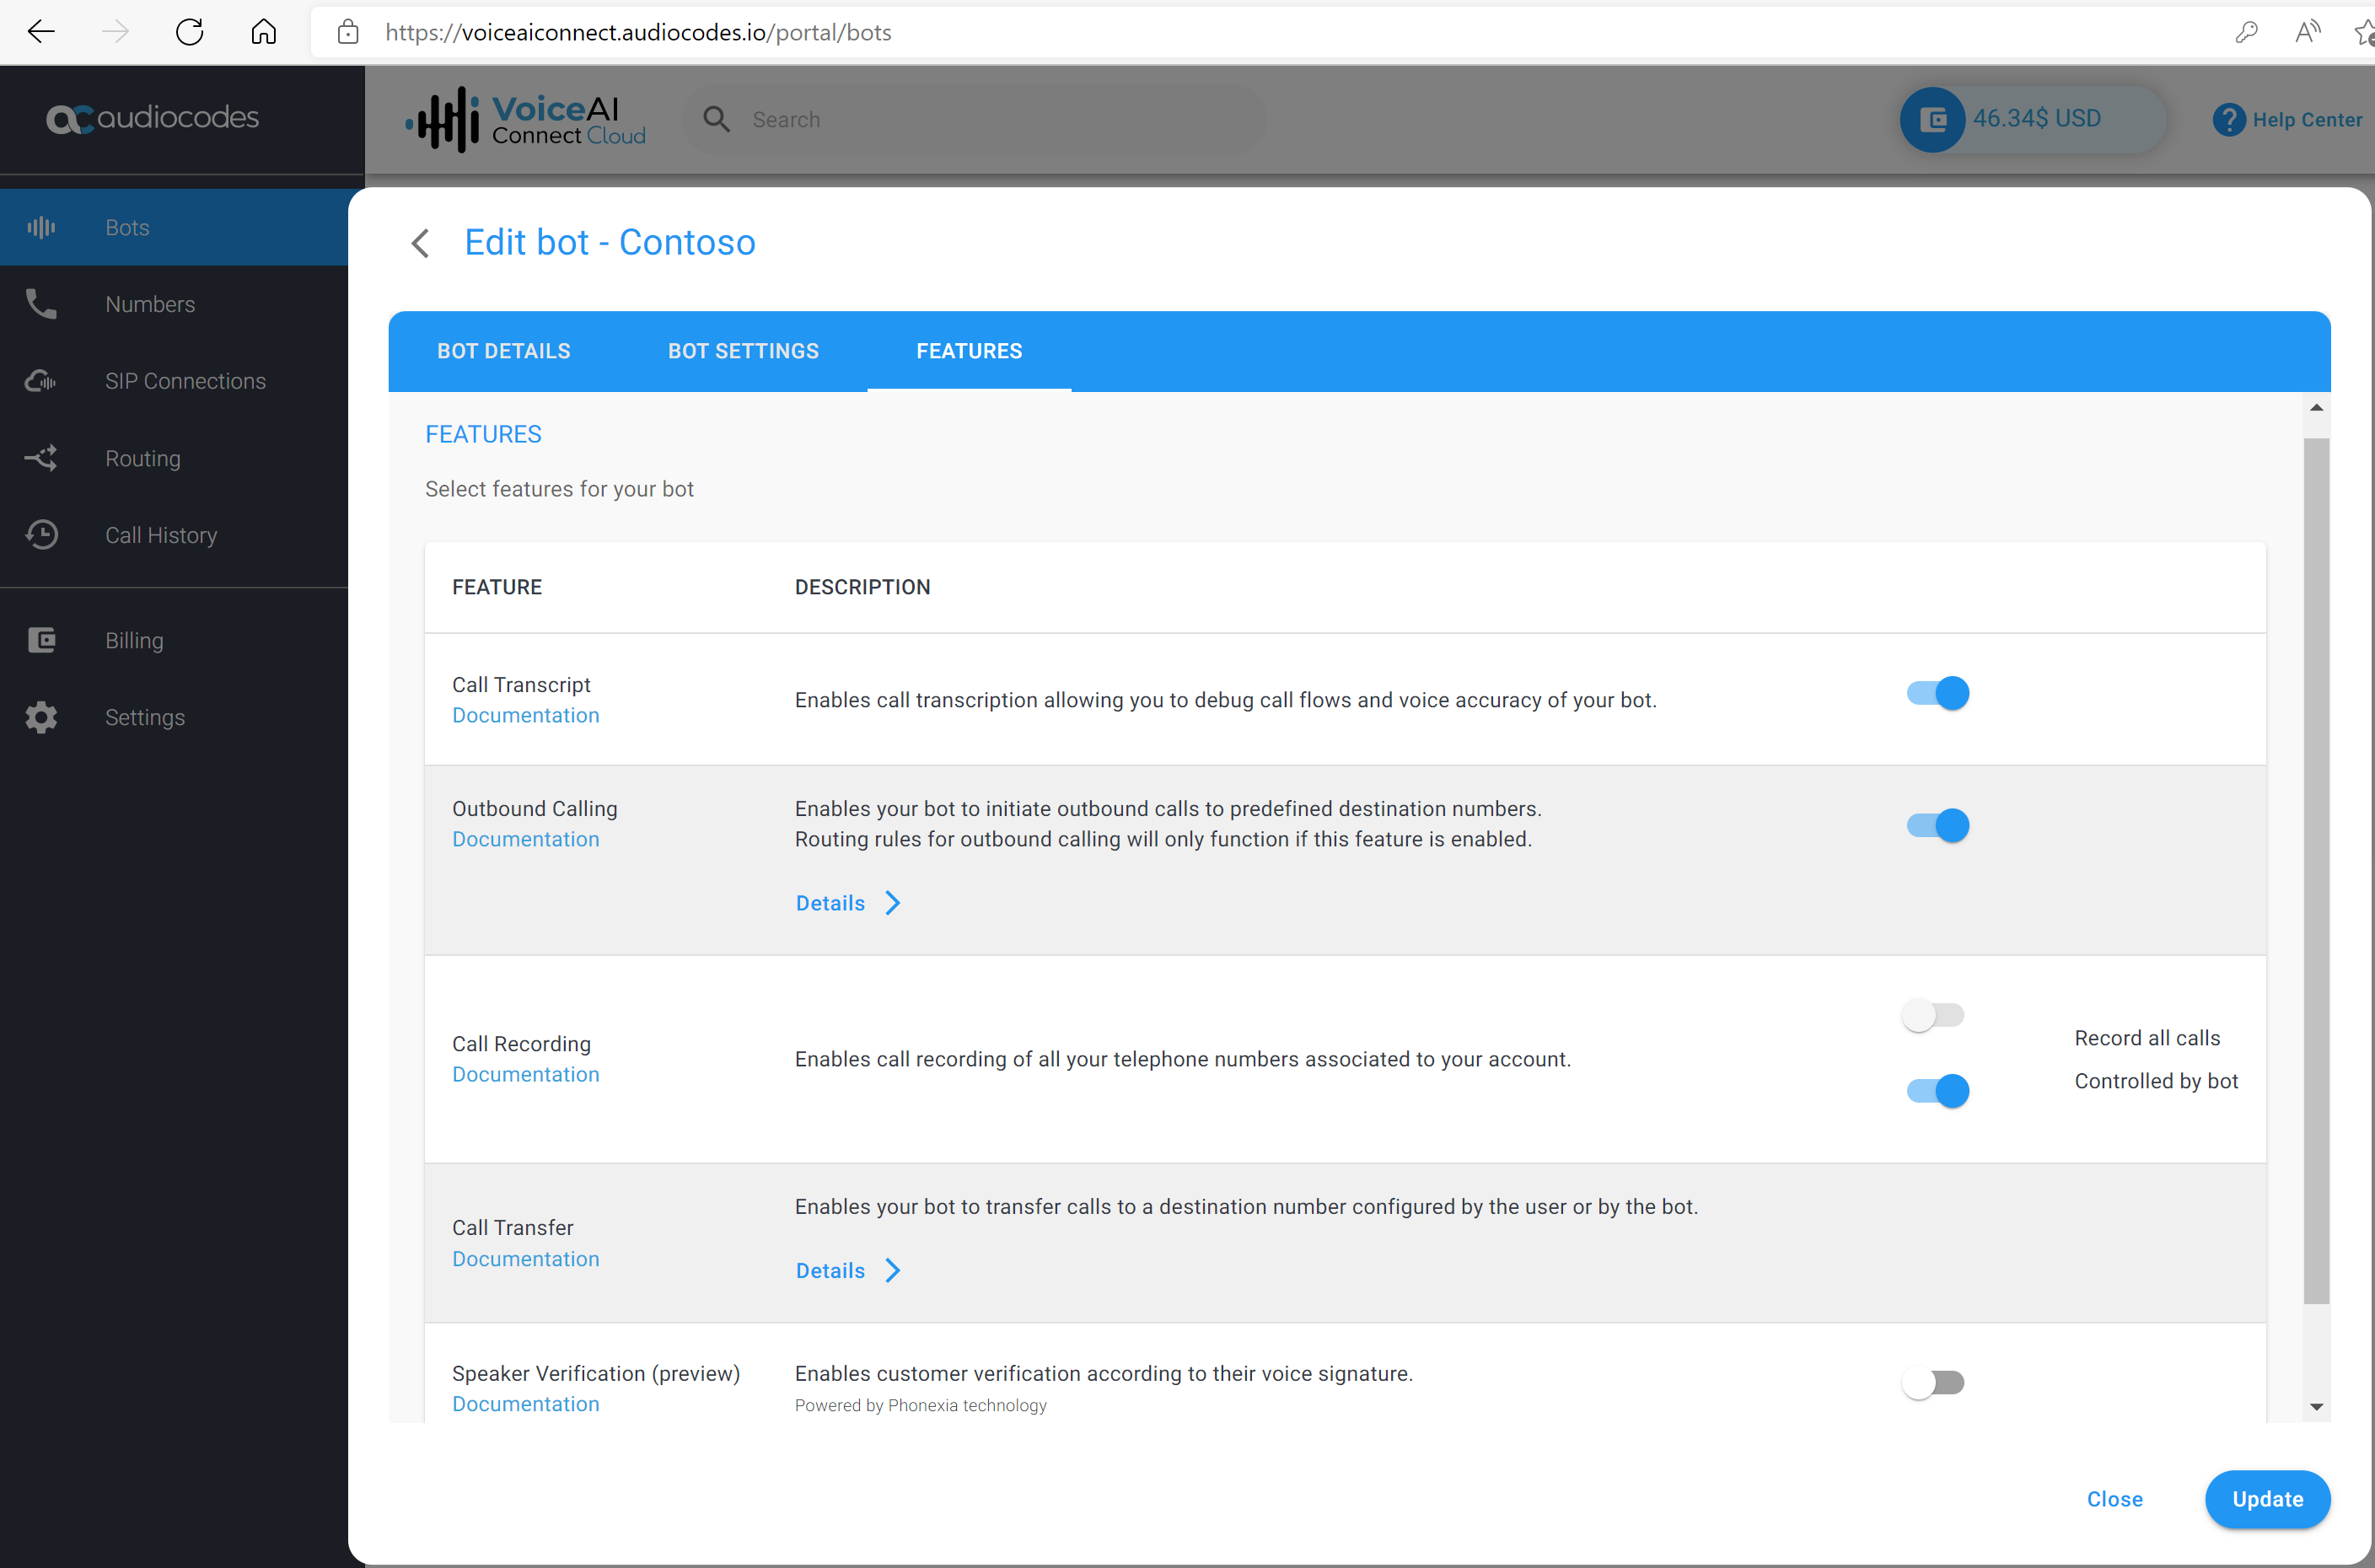 https://voiceaiconnect.audiocodes.io/portal/bots
audiocodes
VoiceAI
Connect Cloud
Search
46.34$ USD
? Help Center
Bots
Numbers
SIP Connections
Routing
Call History
Billing
Settings
Edit bot - Contoso
BOT DETAILS
BOT SETTINGS
FEATURES
FEATURES
Select features for your bot
FEATURE
DESCRIPTION
Call Transcript
Documentation
Enables call transcription allowing you to debug call flows and voice accuracy of your bot.
Outbound Calling
Documentation
Enables your bot to initiate outbound calls to predefined destination numbers.
Routing rules for outbound calling will only function if this feature is enabled.
Details
Call Recording
Documentation
Enables call recording of all your telephone numbers associated to your account.
Record all calls
Controlled by bot
Call Transfer
Documentation
Enables your bot to transfer calls to a destination number configured by the user or by the bot.
Details
Speaker Verification (preview)
Documentation
Enables customer verification according to their voice signature.
Powered by Phonexia technology
Close
Update